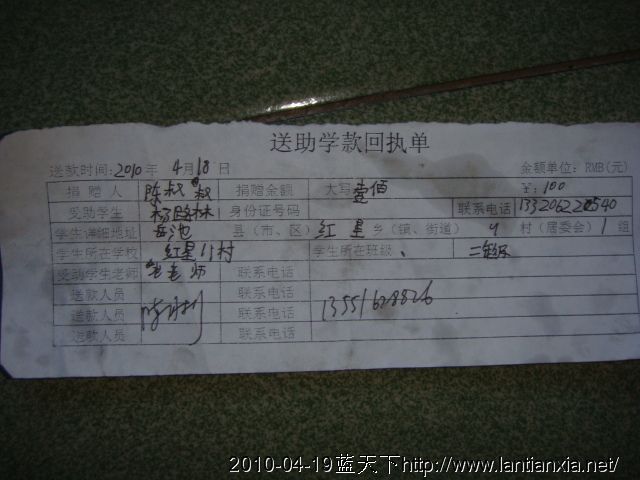 送助学款回执单
送款时间:2010年 4月18日 金额单位:RMB(元)
捐赠人 陈叔叔 捐赠金额 大写 壹佰 ￥:100
受助学生 杨路林 身份证号码 联系电话
学生详细地址 岳池 县(市、区) 红星 乡(镇、街道) 村(居委会) 1 组
学生所在学校 红星 村 学生所在班级 二年级
受助学生老师 老师 联系电话
送款人员 联系电话
送款人员 联系电话 13551628826
送款人员 联系电话
2010-04-19蓝天下http://www.lantianxia.net/